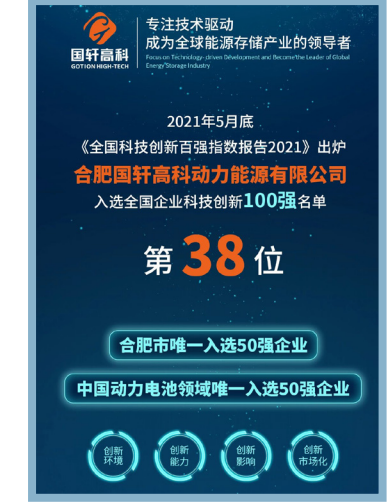 国轩高科
GOTION HIGH-TECH
专注技术驱动
成为全球能源存储产业的领导者
Focus on Technology-driven Development and Become the Leader of Global
Energy Storage Industry
2021年5月底
《全国科技创新百强指数报告2021》出炉
合肥国轩高科动力能源有限公司
入选全国企业科技创新100强名单
第38位
合肥市唯一入选50强企业
中国动力电池领域唯一入选50强企业
创新
环境
创新
能力
创新
影响
创新
市场化